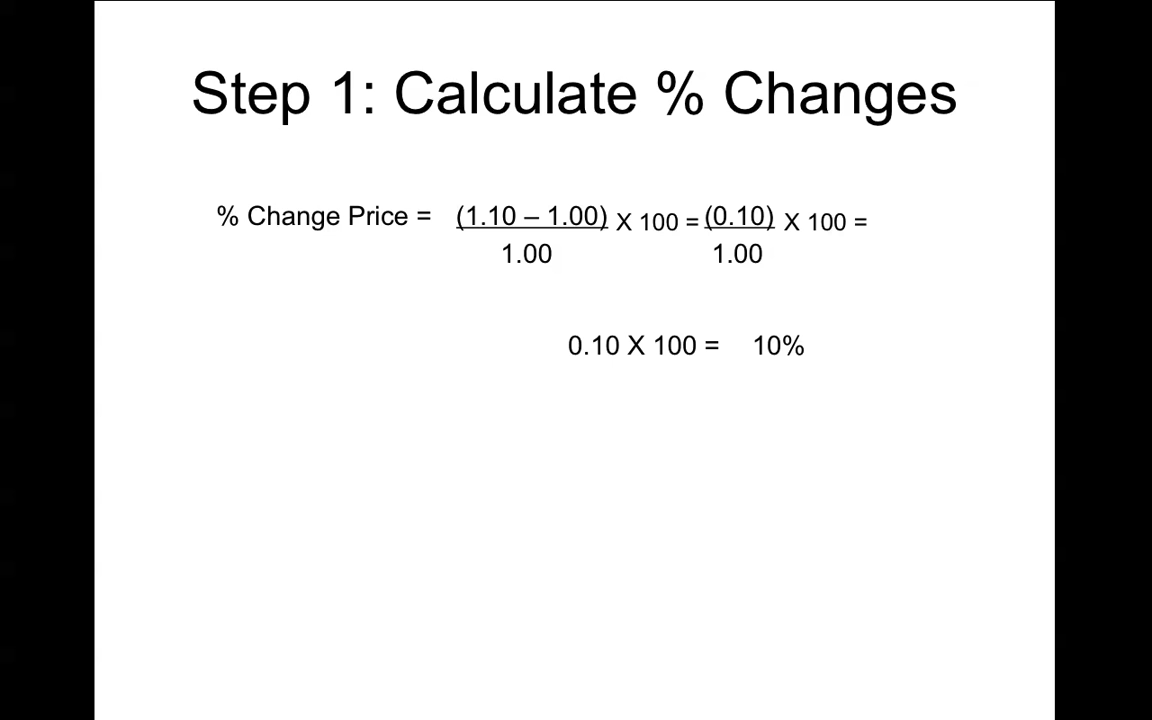 Step 1: Calculate % Changes
% Change Price = (1.10 – 1.00) X 100 = (0.10) X 100 =
1.00 1.00
0.10 X 100 = 10%